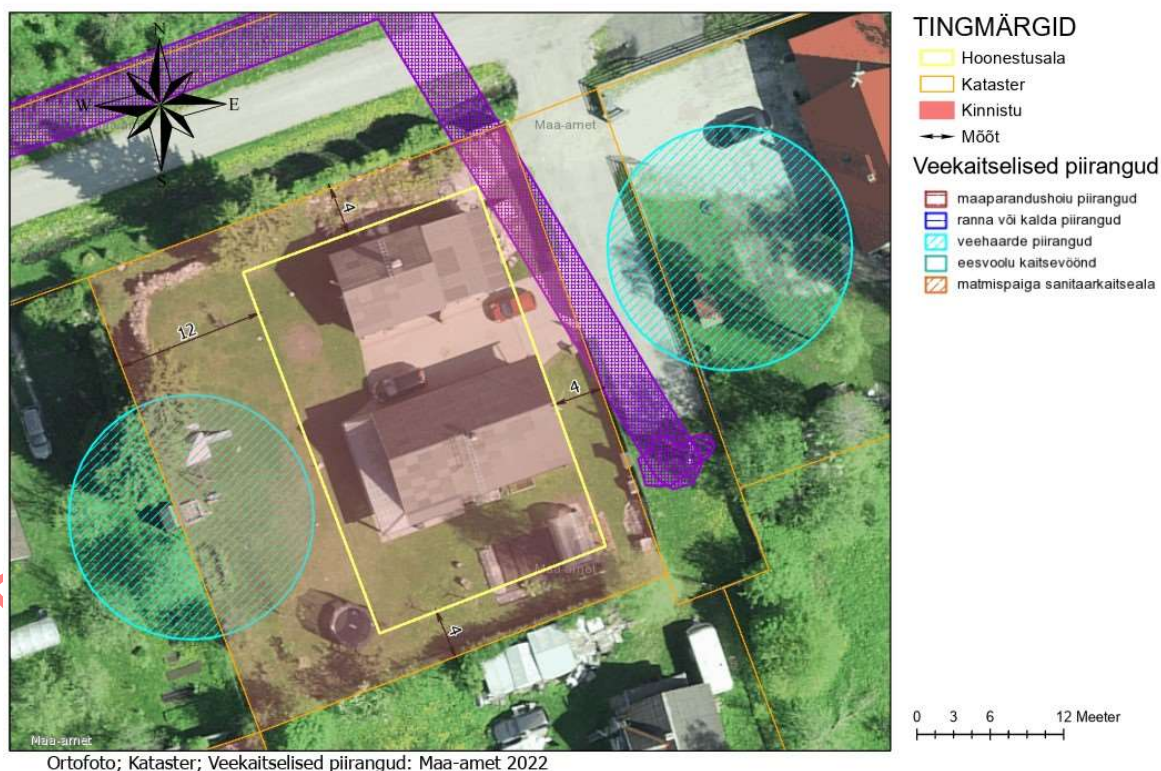 N
W
E
S
Maa-amet
4
12
4
Maa-amet
4
Maa-amet
Ortofoto; Kataster; Veekaitselised piirangud: Maa-amet 2022
TINGMÄRGID
Hoonestusala
Kataster
Kinnistu
Mõõt
Veekaitselised piirangud
maaparandushoiu piirangud
ranna või kalda piirangud
veehaarde piirangud
eesvoolu kaitsevöönd
matmispaiga sanitaarkaitseala
0 3 6 12 Meeter